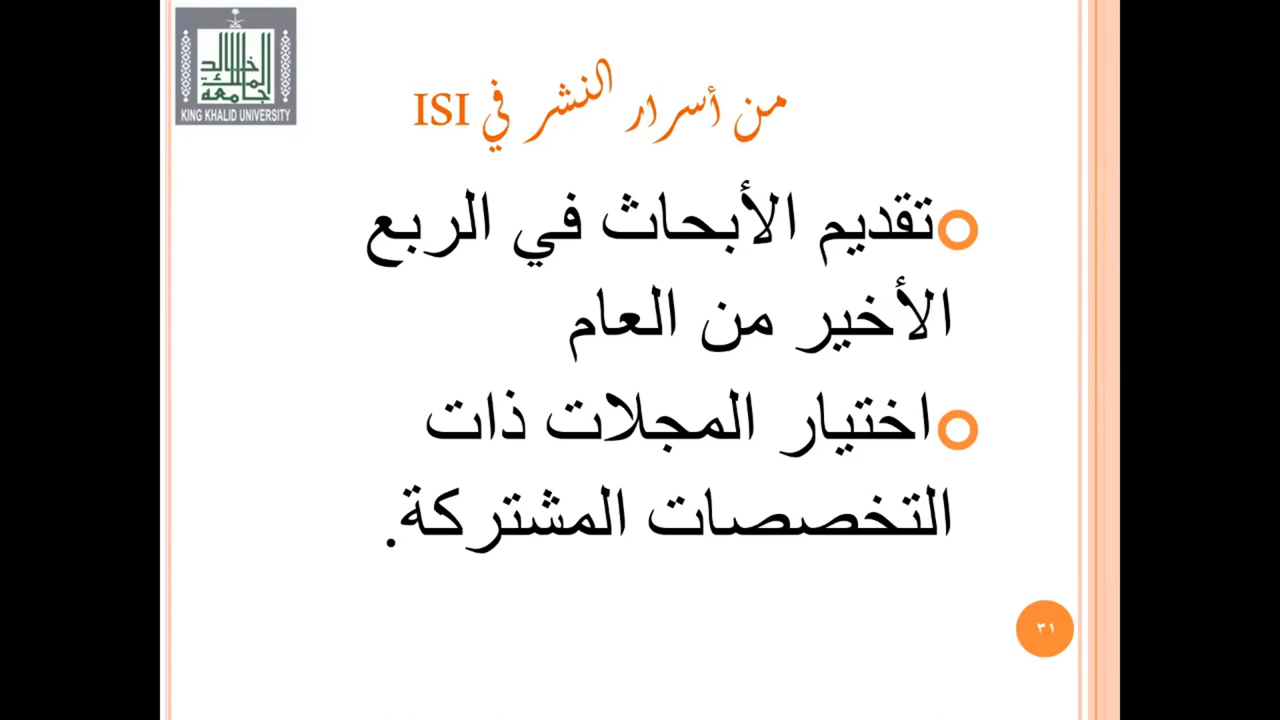 جامعة الملك خالد
KING KHALID UNIVERSITY
من أسرار النشر في ISI
تقديم الأبحاث في الربع
الأخير من العام
اختيار المجلات ذات
التخصصات المشتركة.
٣١